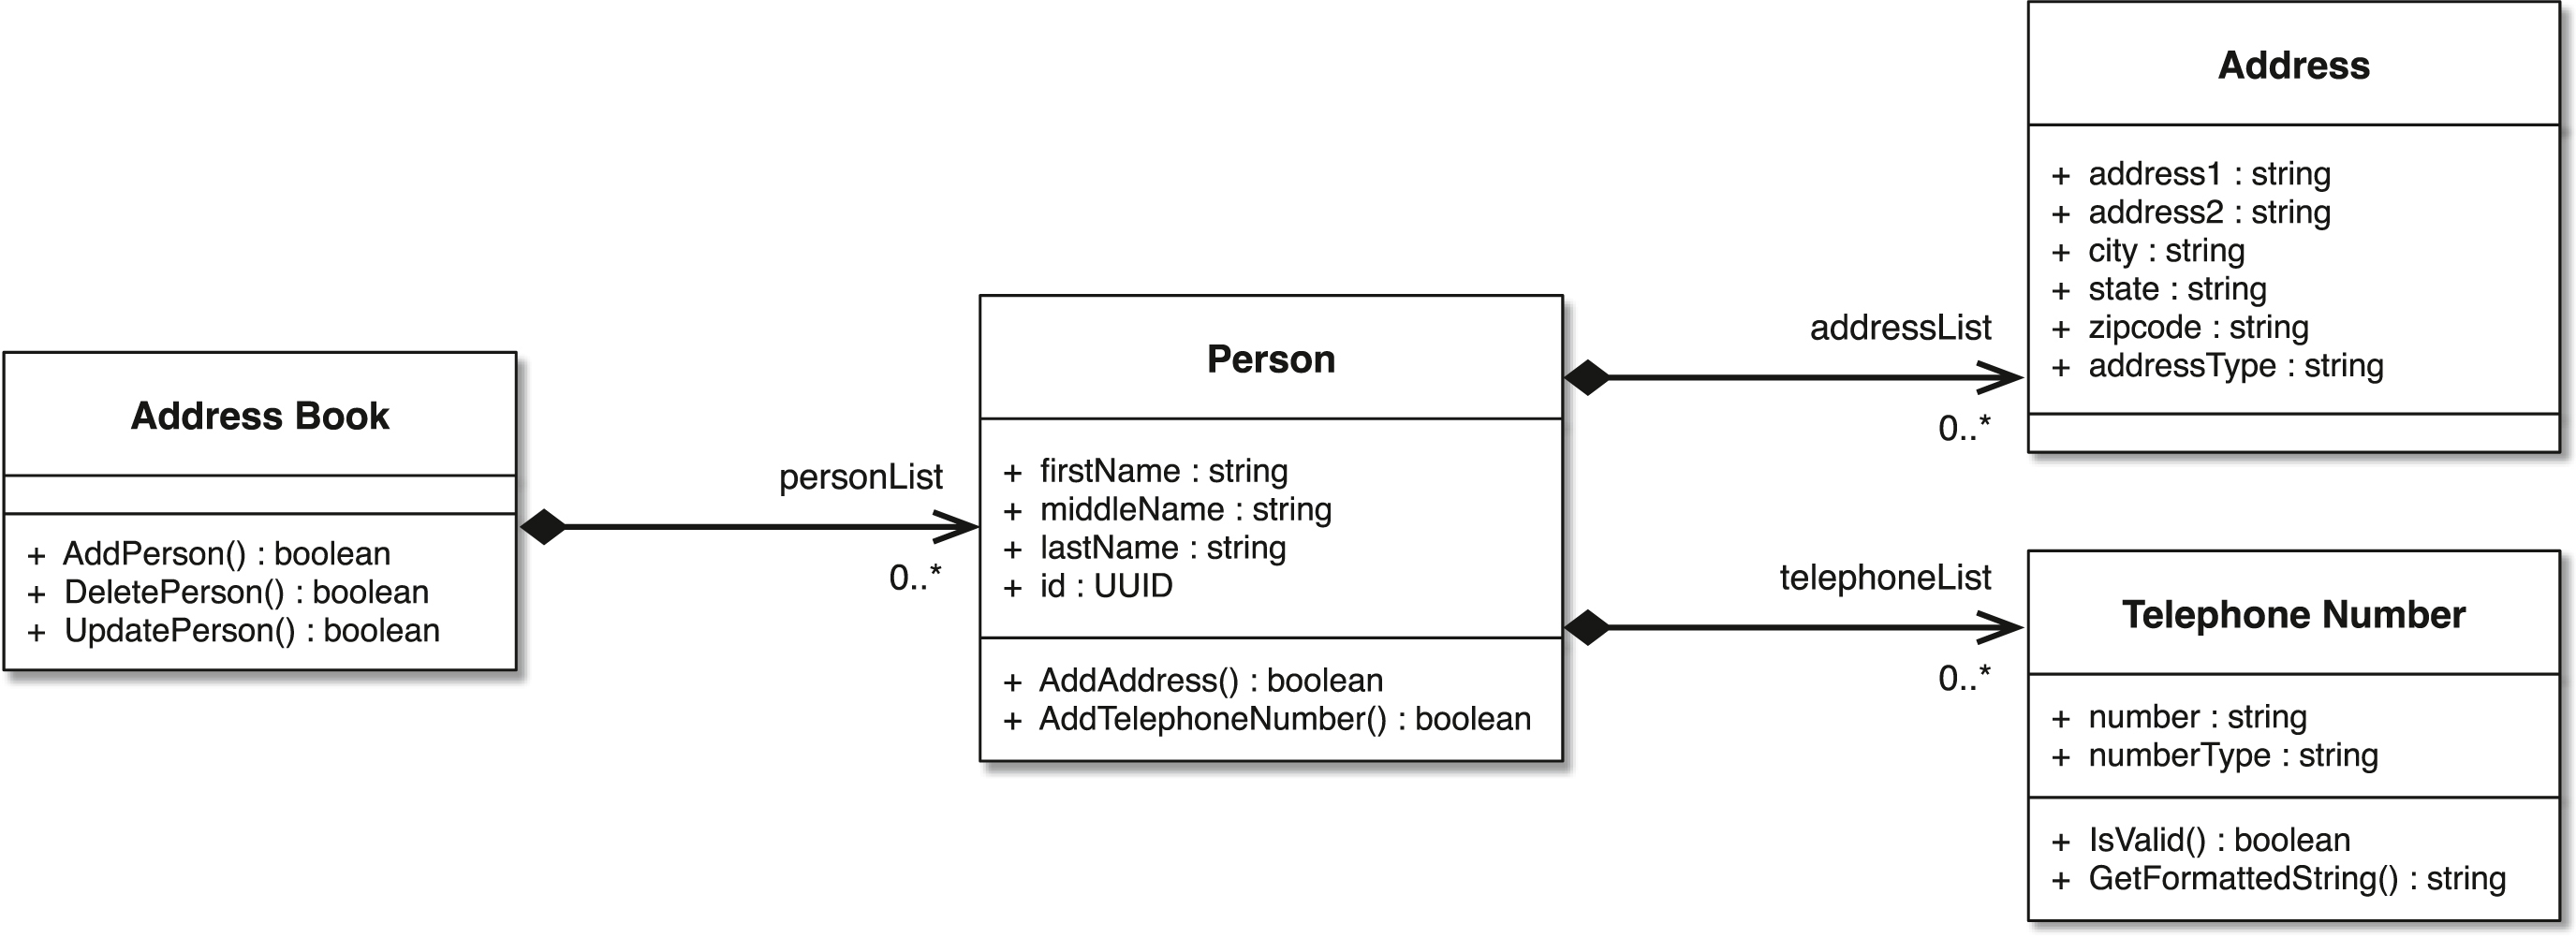 Address Book
+ AddPerson() : boolean
+ DeletePerson() : boolean
+ UpdatePerson() : boolean
personList
0..*
Person
+ firstName : string
+ middleName : string
+ lastName : string
+ id : UUID
+ AddAddress() : boolean
+ AddTelephoneNumber() : boolean
addressList
0..*
Address
+ address1 : string
+ address2 : string
+ city : string
+ state : string
+ zipcode : string
+ addressType : string
telephoneList
0..*
Telephone Number
+ number : string
+ numberType : string
+ IsValid() : boolean
+ GetFormattedString() : string